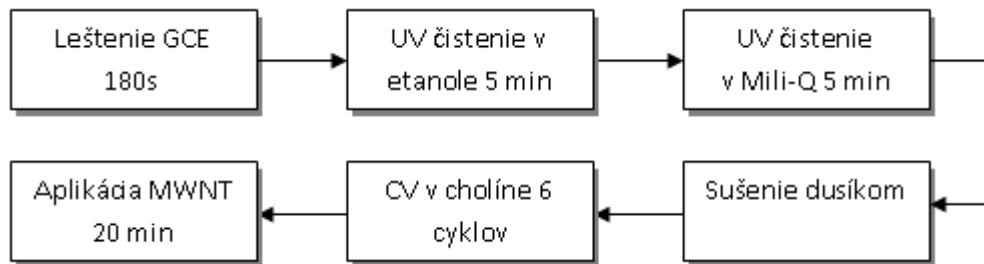 Leštenie GCE
180s
UV čistenie v
etanole 5 min
UV čistenie
v Mili-Q 5 min
Sušenie dusíkom
CV v cholíne 6
cyklov
Aplikácia MWNT
20 min